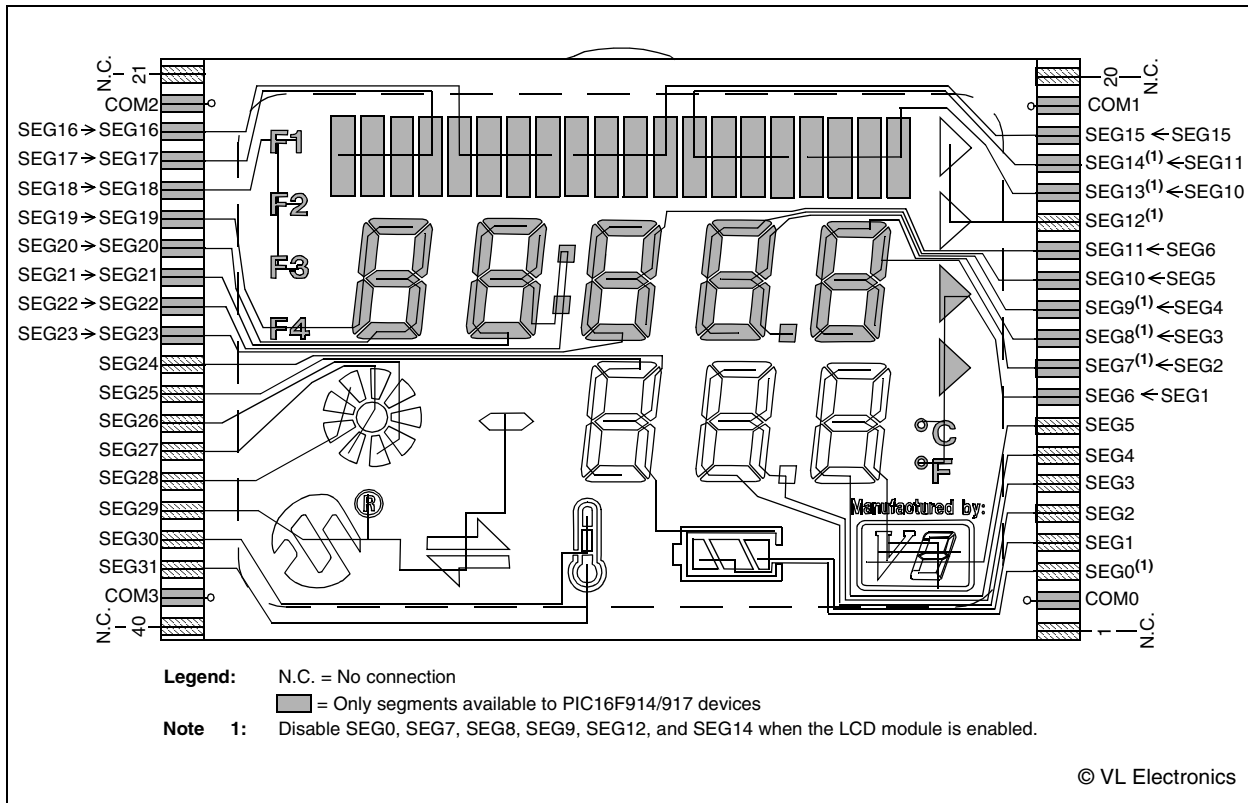 N.C.
21
COM2
SEG16→SEG16
SEG17→SEG17
SEG18→SEG18
SEG19→SEG19
SEG20→SEG20
SEG21→SEG21
SEG22→SEG22
SEG23→SEG23
SEG24
SEG25
SEG26
SEG27
SEG28
SEG29
SEG30
SEG31
COM3
N.C.
40
F1
F2
F3
F4
®
°C
°F
Manufactured by:
20
N.C.
COM1
SEG15←SEG15
SEG14(1)←SEG11
SEG13(1)←SEG10
SEG12(1)
SEG11←SEG6
SEG10←SEG5
SEG9(1)←SEG4
SEG8(1)←SEG3
SEG7(1)←SEG2
SEG6←SEG1
SEG5
SEG4
SEG3
SEG2
SEG1
SEG0(1)
COM0
1
N.C.
Legend: N.C. = No connection
= Only segments available to PIC16F914/917 devices
Note 1: Disable SEG0, SEG7, SEG8, SEG9, SEG12, and SEG14 when the LCD module is enabled.
© VL Electronics